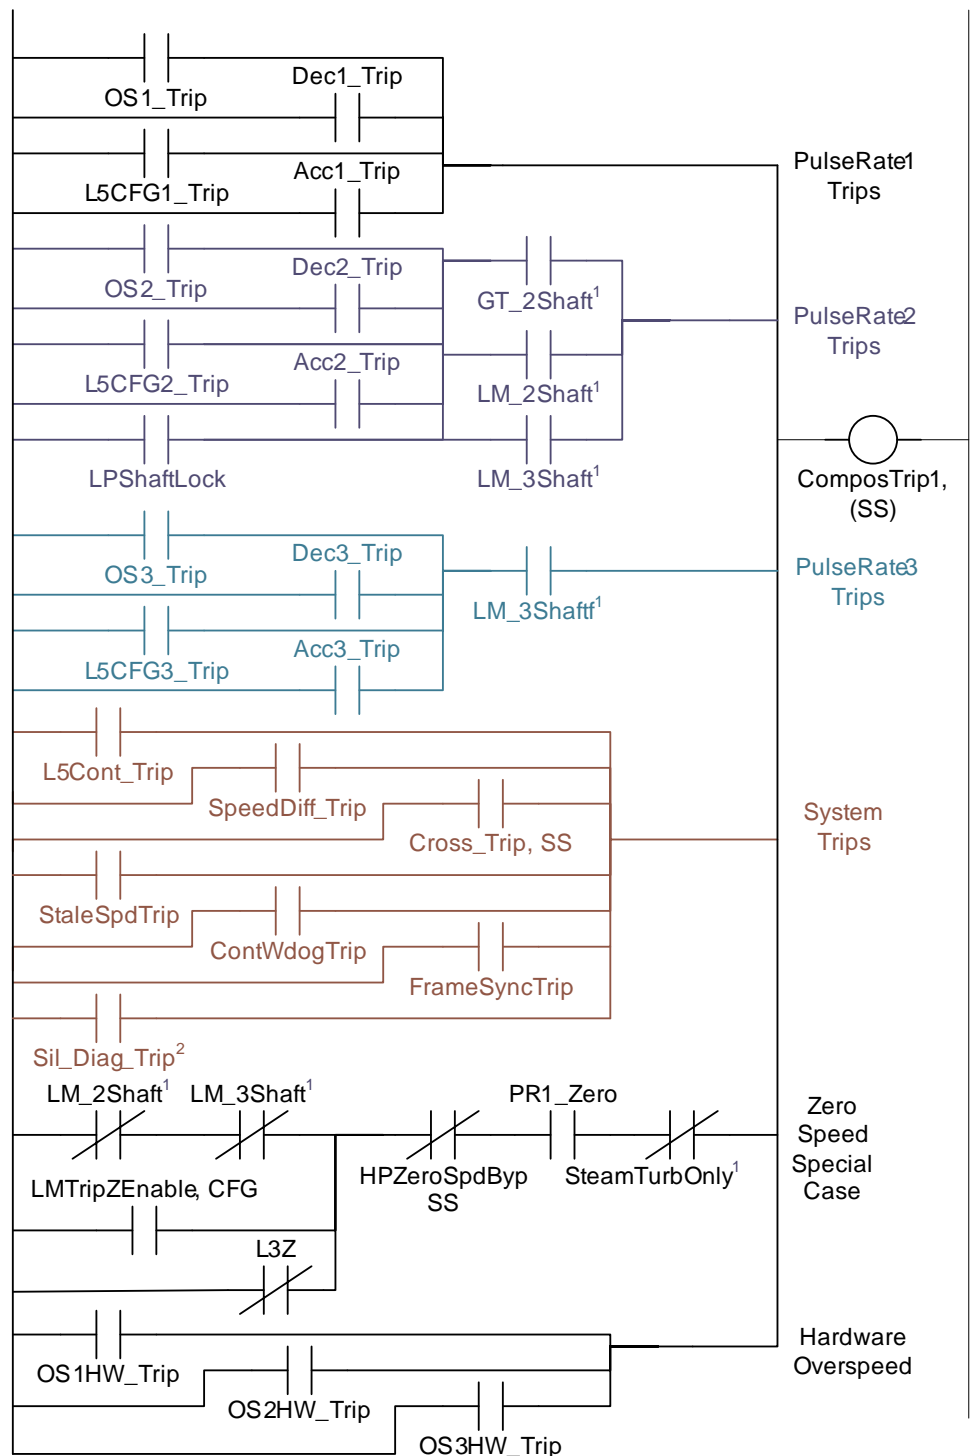 Dec1_Trip
OS1_Trip
Acc1_Trip
PulseRate1
Trips
L5CFG1_Trip
Dec2_Trip
OS2_Trip
GT_2Shaft¹
PulseRate2
Trips
Acc2_Trip
L5CFG2_Trip
LM_2Shaft¹
LPShaftLock
LM_3Shaft¹
ComposTrip1,
(SS)
Dec3_Trip
OS3_Trip
PulseRate3
Trips
LM_3Shaftf¹
Acc3_Trip
L5CFG3_Trip
L5Cont_Trip
SpeedDiff_Trip
System
Trips
Cross_Trip, SS
StaleSpdTrip
ContWdogTrip
FrameSyncTrip
Sil_Diag_Trip²
LM_2Shaft¹
LM_3Shaft¹
PR1_Zero
Zero
Speed
Special
Case
HPZeroSpdByp
SS
SteamTurbOnly¹
LMTripZEnable, CFG
L3Z
Hardware
Overspeed
OS1HW_Trip
OS2HW_Trip
OS3HW_Trip